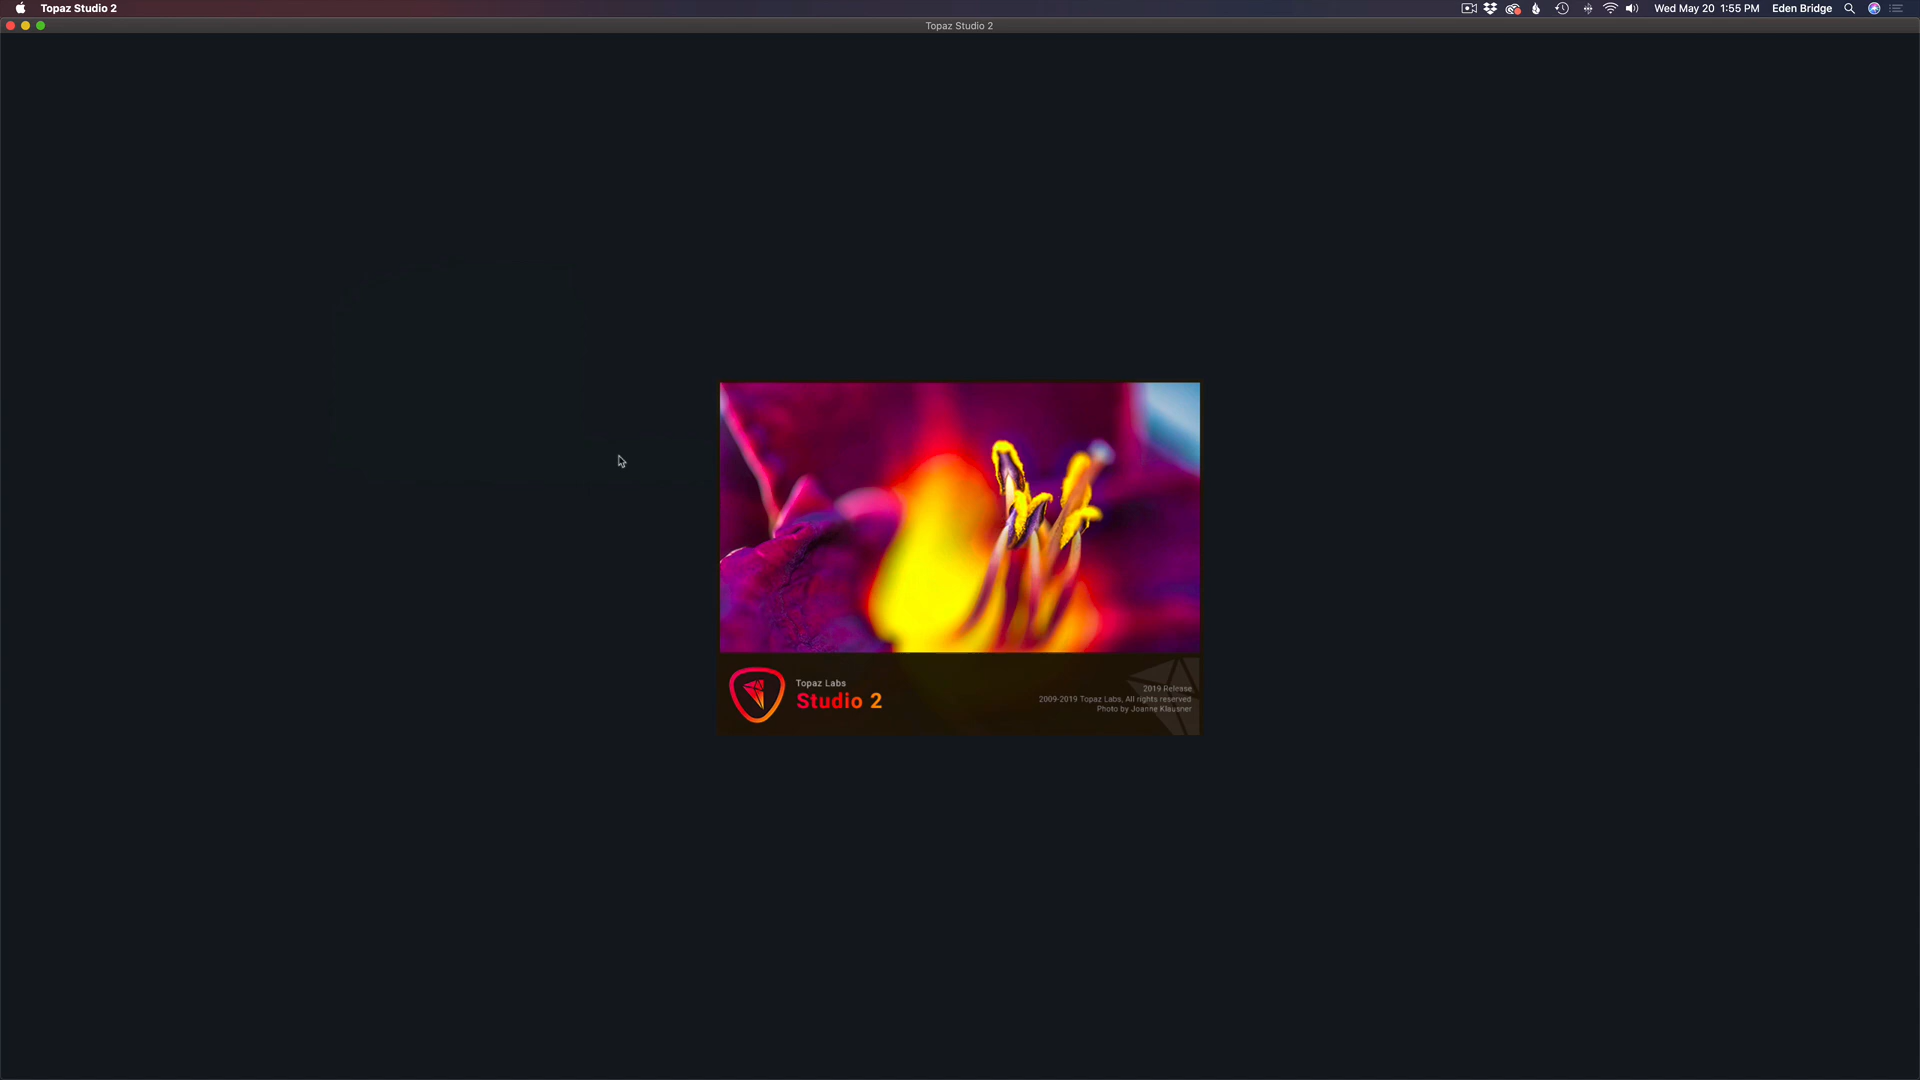 Topaz Studio 2
Wed May 20 1:55 PM
Eden Bridge
Topaz Studio 2
Topaz Labs
Studio 2
2019 Release
2009-2019 Topaz Labs, All rights reserved
Photo by Joanne Klausner